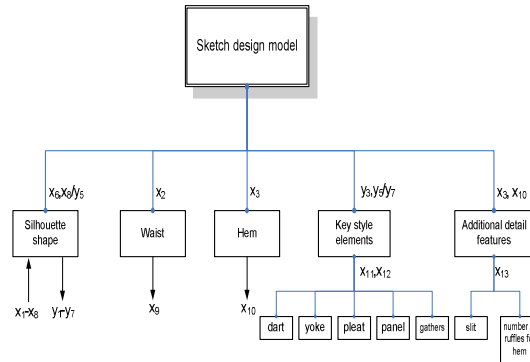 Sketch design model
x6,x8/y5
x2
x3
y3,y5/y7
x3, x10
Silhouette
shape
Waist
Hem
Key style
elements
Additional detail
features
x1-x8
y1-y7
x9
x10
x11,x12
x13
dart
yoke
pleat
panel
gathers
slit
number
ruffles
hem